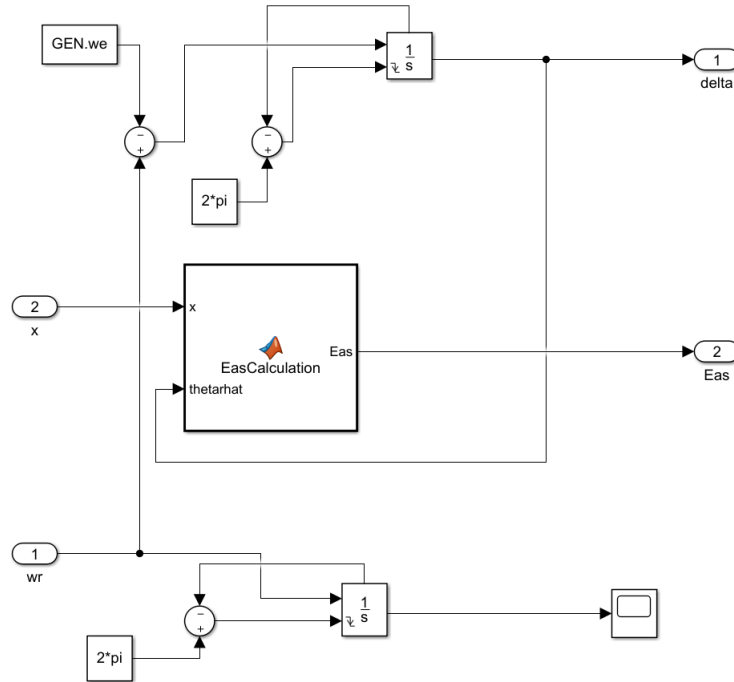 GEN.we
−
+
−
+
2*pi
1
s
1
delta
2
x
x
thetarhat
EasCalculation
Eas
2
Eas
1
wr
−
+
2*pi
1
s